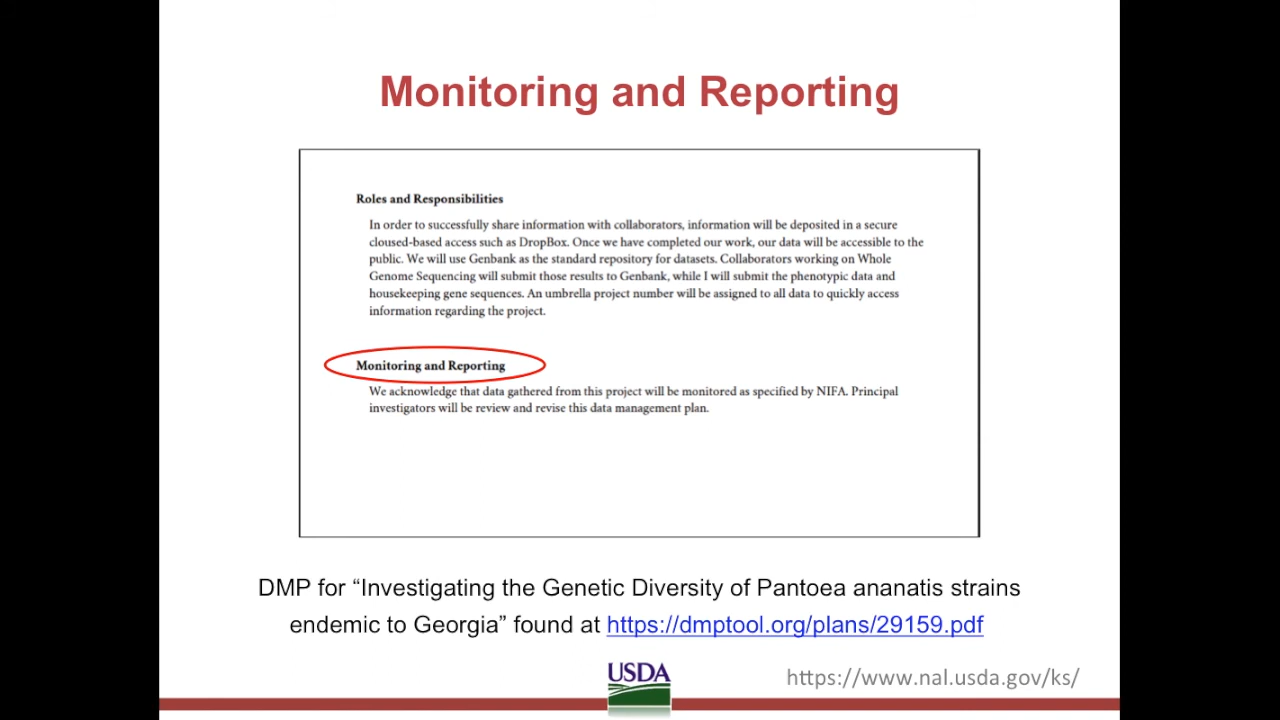 Monitoring and Reporting
Roles and Responsibilities
In order to successfully share information with collaborators, information will be deposited in a secure
cloused-based access such as DropBox. Once we have completed our work, our data will be accessible to the
public. We will use Genbank as the standard repository for datasets. Collaborators working on Whole
Genome Sequencing will submit those results to Genbank, while I will submit the phenotypic data and
housekeeping gene sequences. An umbrella project number will be assigned to all data to quickly access
information regarding the project.
Monitoring and Reporting
We acknowledge that data gathered from this project will be monitored as specified by NIFA. Principal
investigators will be review and revise this data management plan.
DMP for “Investigating the Genetic Diversity of Pantoea ananatis strains
endemic to Georgia” found at https://dmptool.org/plans/29159.pdf
USDA
https://www.nal.usda.gov/ks/